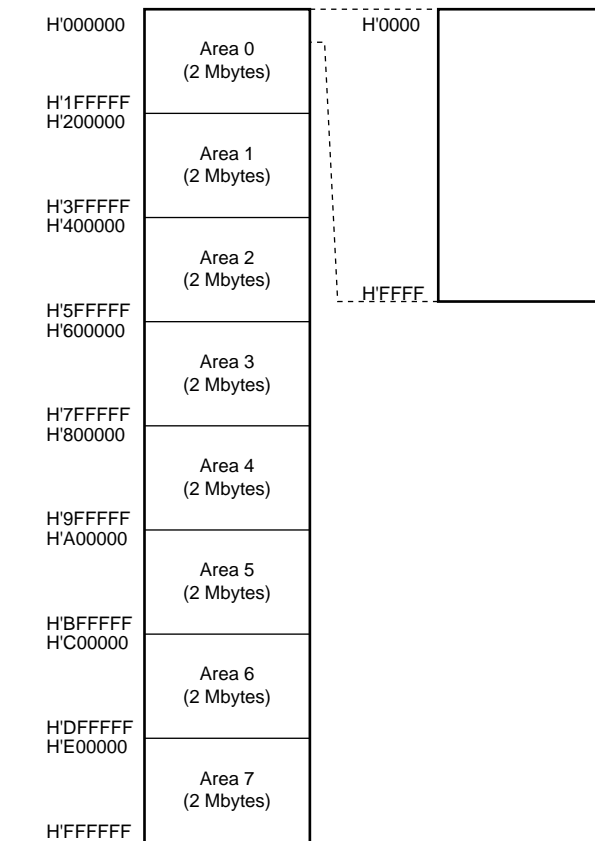 H'000000
Area 0
(2 Mbytes)
H'1FFFFF
H'200000
Area 1
(2 Mbytes)
H'3FFFFF
H'400000
Area 2
(2 Mbytes)
H'5FFFFF
H'600000
Area 3
(2 Mbytes)
H'7FFFFF
H'800000
Area 4
(2 Mbytes)
H'9FFFFF
H'A00000
Area 5
(2 Mbytes)
H'BFFFFF
H'C00000
Area 6
(2 Mbytes)
H'DFFFFF
H'E00000
Area 7
(2 Mbytes)
H'FFFFFF
H'0000
H'FFFF